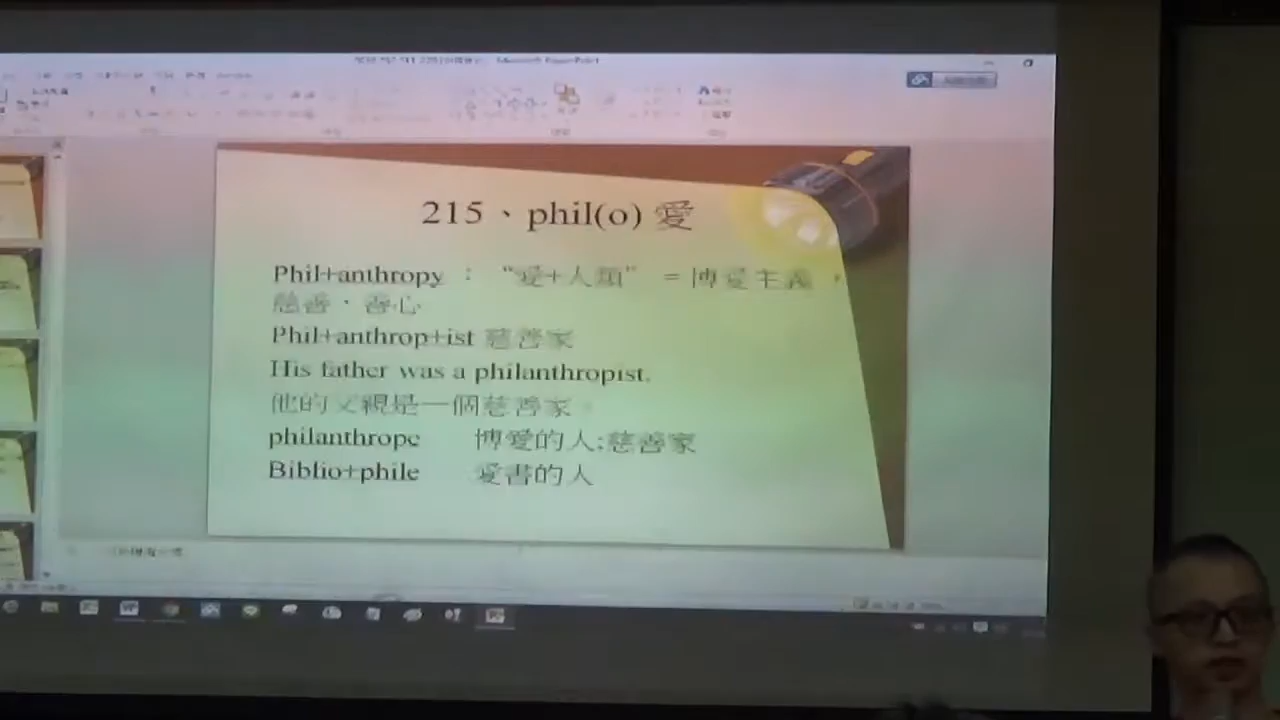 Microsoft PowerPoint
215、phil(o) 愛
Phil+anthropy : “愛+人類” = 博愛主義，
慈善，善心
Phil+anthrop+ist 慈善家
His father was a philanthropist.
他的父親是一個慈善家。
philanthrope 博愛的人;慈善家
Biblio+phile 愛書的人